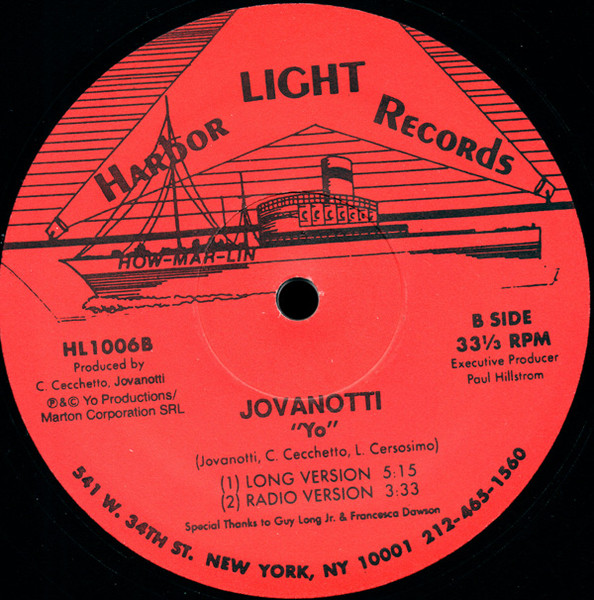 HARBOR LIGHT RECORDS
HOW-MAR-LIN
HL1006B
Produced by
C. Cecchetto, Jovanotti
℗&© Yo Productions/
Marton Corporation SRL
B SIDE
33⅓ RPM
Executive Producer
Paul Hillstrom
JOVANOTTI
"Yo"
(Jovanotti, C. Cecchetto, L. Cersosimo)
(1) LONG VERSION 5:15
(2) RADIO VERSION 3:33
Special Thanks to Guy Long Jr. & Francesca Dawson
541 W. 34TH ST. NEW YORK, NY 10001 212-465-1560